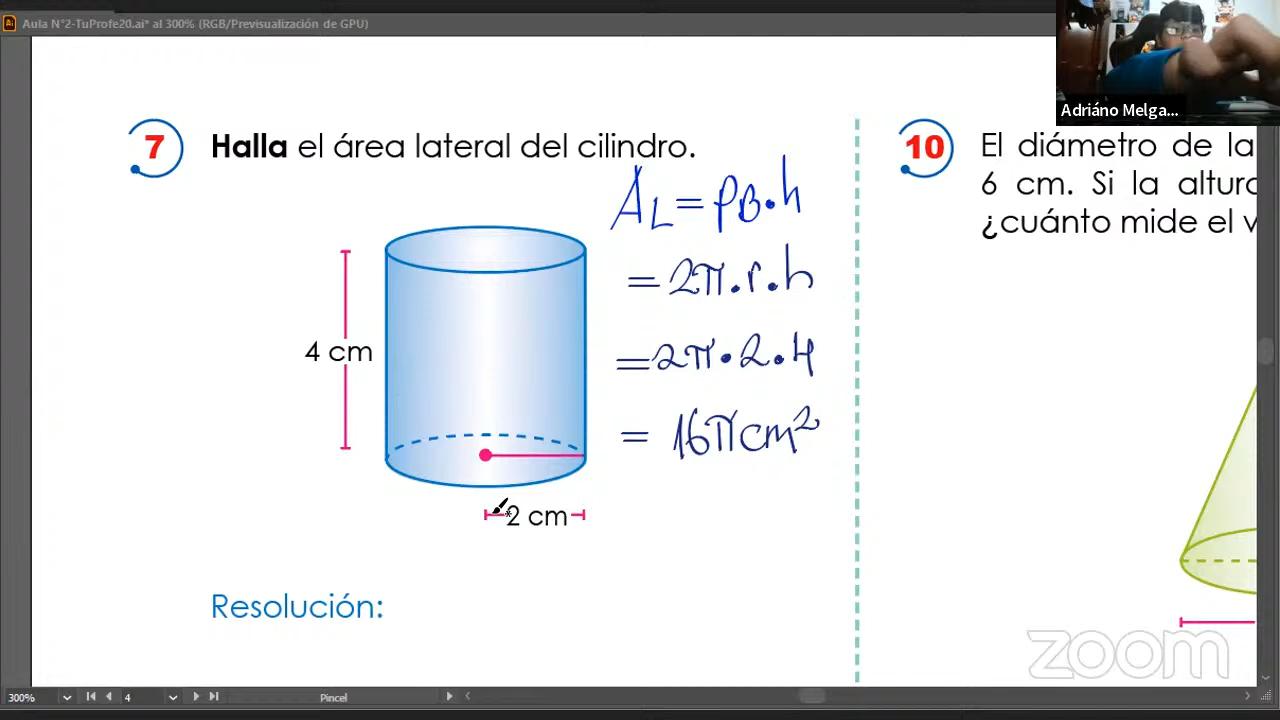 Aula N°2-TuProfe20.ai* al 300% (RGB/Previsualización de GPU)
Adriáno Melga...
7 Halla el área lateral del cilindro.
A_L = P_B . h
= 2π . r . h
= 2π . 2 . 4
= 16π cm²
4 cm
2 cm
Resolución:
10 El diámetro de la
6 cm. Si la altura
¿cuánto mide el v
zoom
300% 4 Pincel